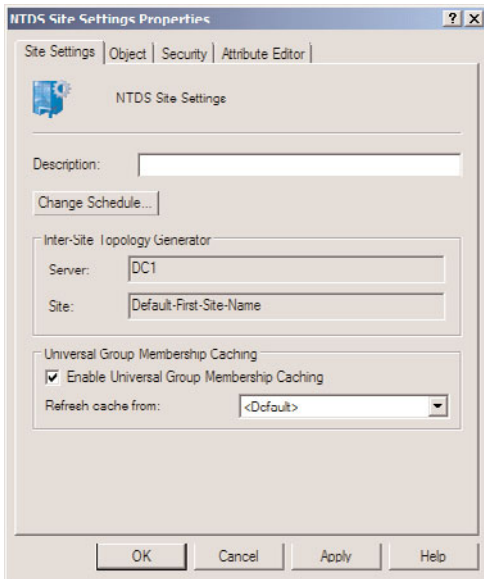 NTDS Site Settings Properties
Site Settings
Object
Security
Attribute Editor
NTDS Site Settings
Description:
Change Schedule...
Inter-Site Topology Generator
Server:
DC1
Site:
Default-First-Site-Name
Universal Group Membership Caching
Enable Universal Group Membership Caching
Refresh cache from:
<Default>
OK
Cancel
Apply
Help